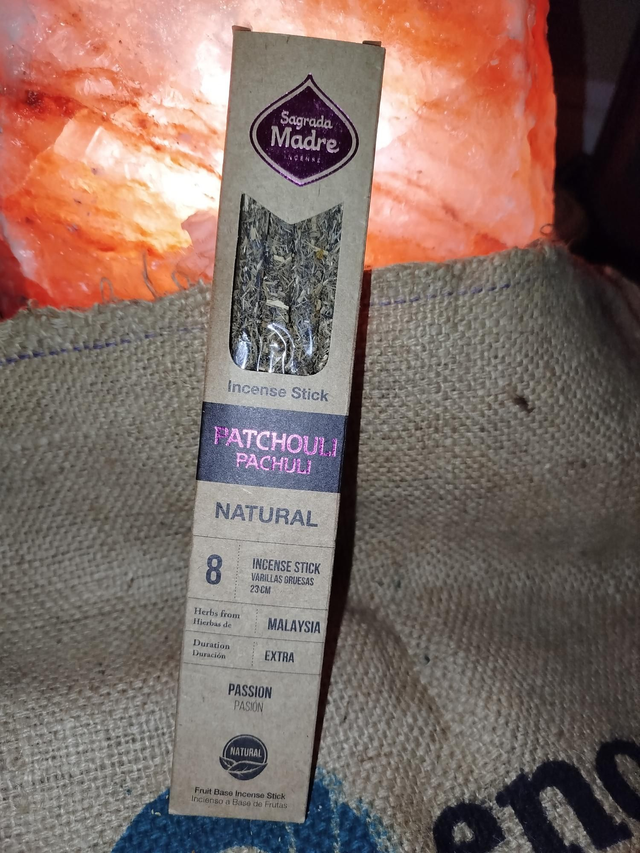 Sagrada
Madre
INCENSE
Incense Stick
PATCHOULI
PACHULI
NATURAL
8
INCENSE STICK
VARILLAS GRUESAS
23 CM
Herbs from
Hierbas de
MALAYSIA
Duration
Duración
EXTRA
PASSION
PASIÓN
NATURAL
Fruit Base Incense Stick
Incienso a Base de Frutas
eno